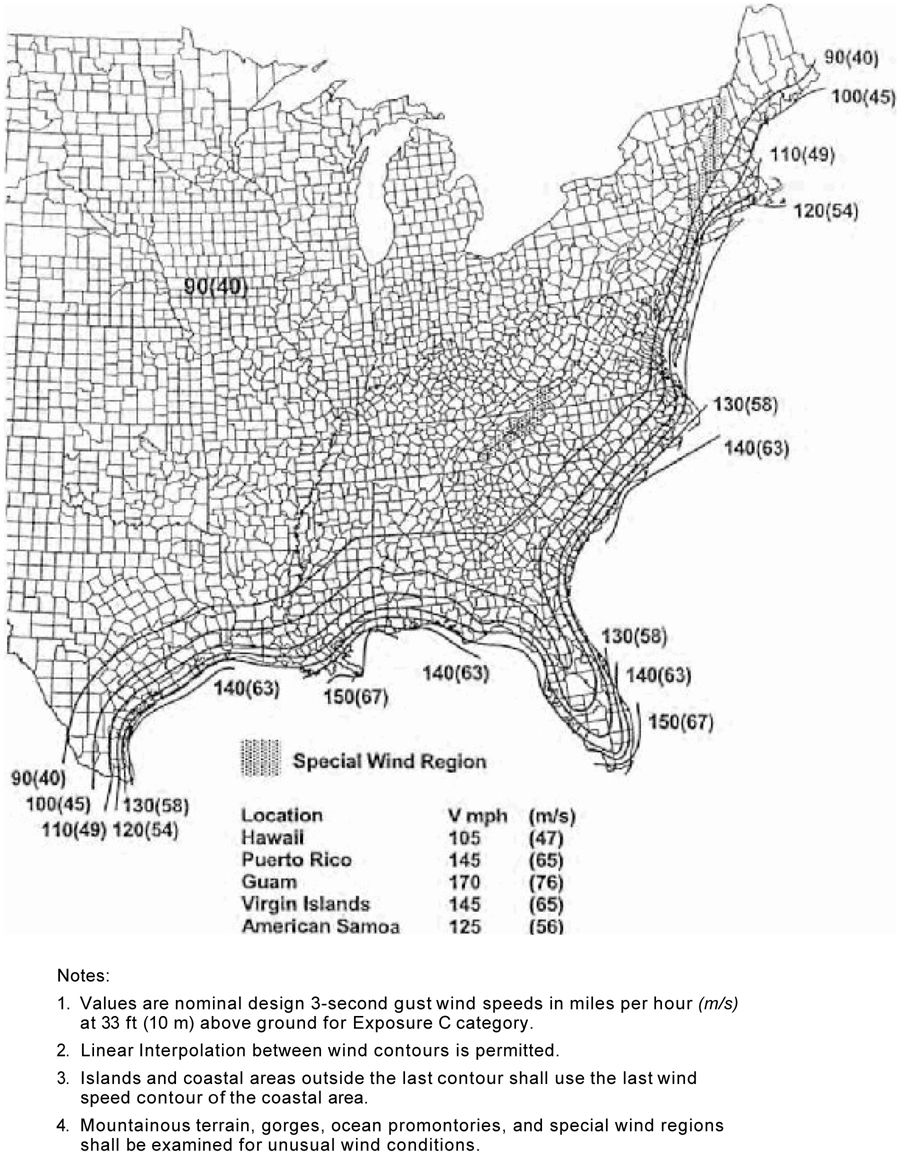 90(40)
100(45)
110(49)
120(54)
90(40)
130(58)
140(63)
130(58)
140(63)
140(63)
140(63)
150(67)
150(67)
Special Wind Region
90(40)
100(45)
130(58)
110(49) 120(54)
Location V mph (m/s)
Hawaii 105 (47)
Puerto Rico 145 (65)
Guam 170 (76)
Virgin Islands 145 (65)
American Samoa 125 (56)
Notes:
1. Values are nominal design 3-second gust wind speeds in miles per hour (m/s)
at 33 ft (10 m) above ground for Exposure C category.
2. Linear Interpolation between wind contours is permitted.
3. Islands and coastal areas outside the last contour shall use the last wind
speed contour of the coastal area.
4. Mountainous terrain, gorges, ocean promontories, and special wind regions
shall be examined for unusual wind conditions.